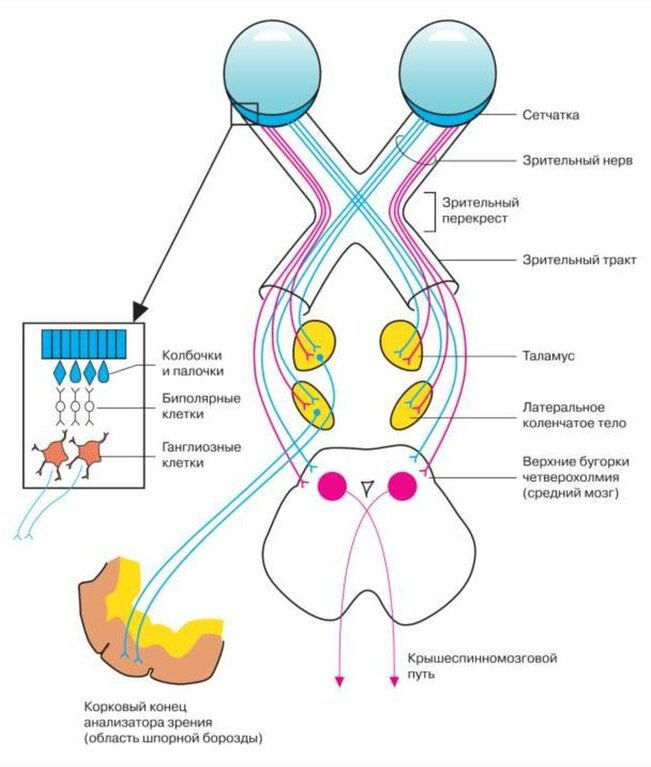 Сетчатка
Зрительный нерв
Зрительный
перекрест
Зрительный тракт
Колбочки
и палочки
Биполярные
клетки
Ганглиозные
клетки
Таламус
Латеральное
коленчатое тело
Верхние бугорки
четверохолмия
(средний мозг)
Крышеспинномозговой
путь
Корковый конец
анализатора зрения
(область шпорной борозды)